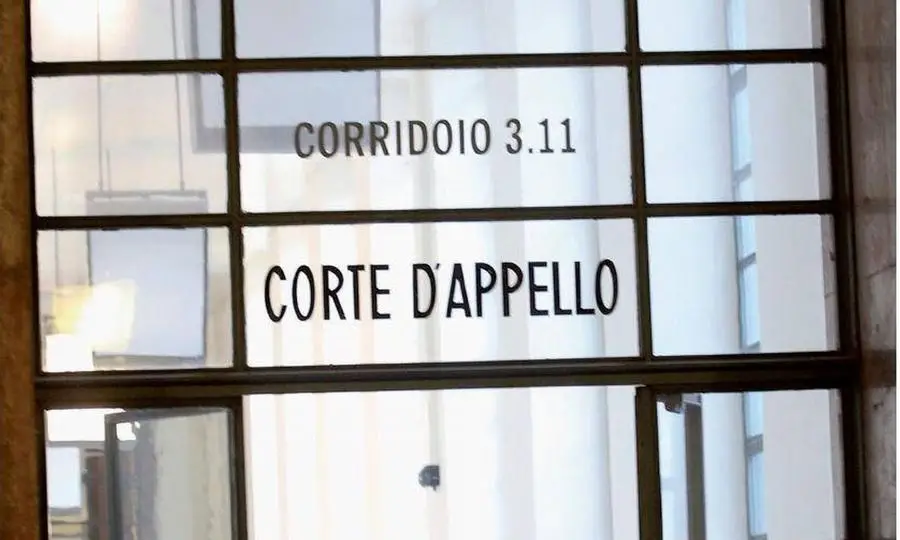 CORRIDOIO 3.11
CORTE D'APPELLO